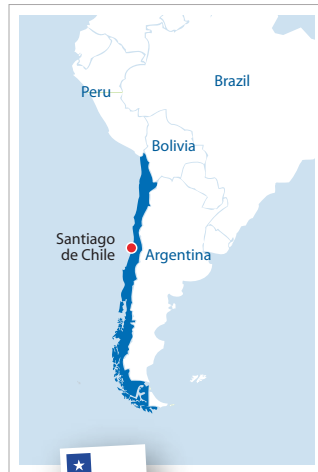 Brazil
Peru
Bolivia
Santiago
de Chile
Argentina